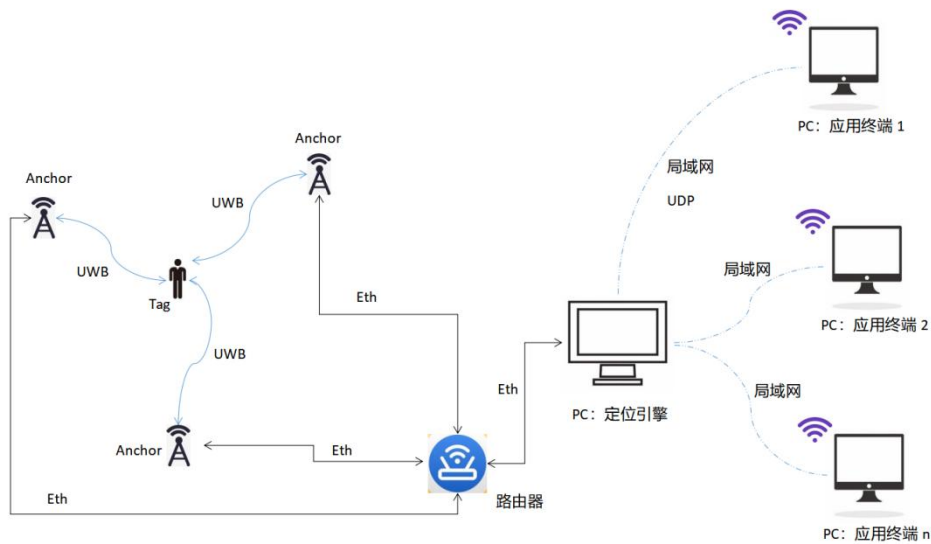 Anchor
UWB
Anchor
UWB
Tag
UWB
Anchor
Eth
Eth
Eth
Eth
路由器
PC：定位引擎
局域网
UDP
PC：应用终端 1
局域网
PC：应用终端 2
局域网
PC：应用终端 n